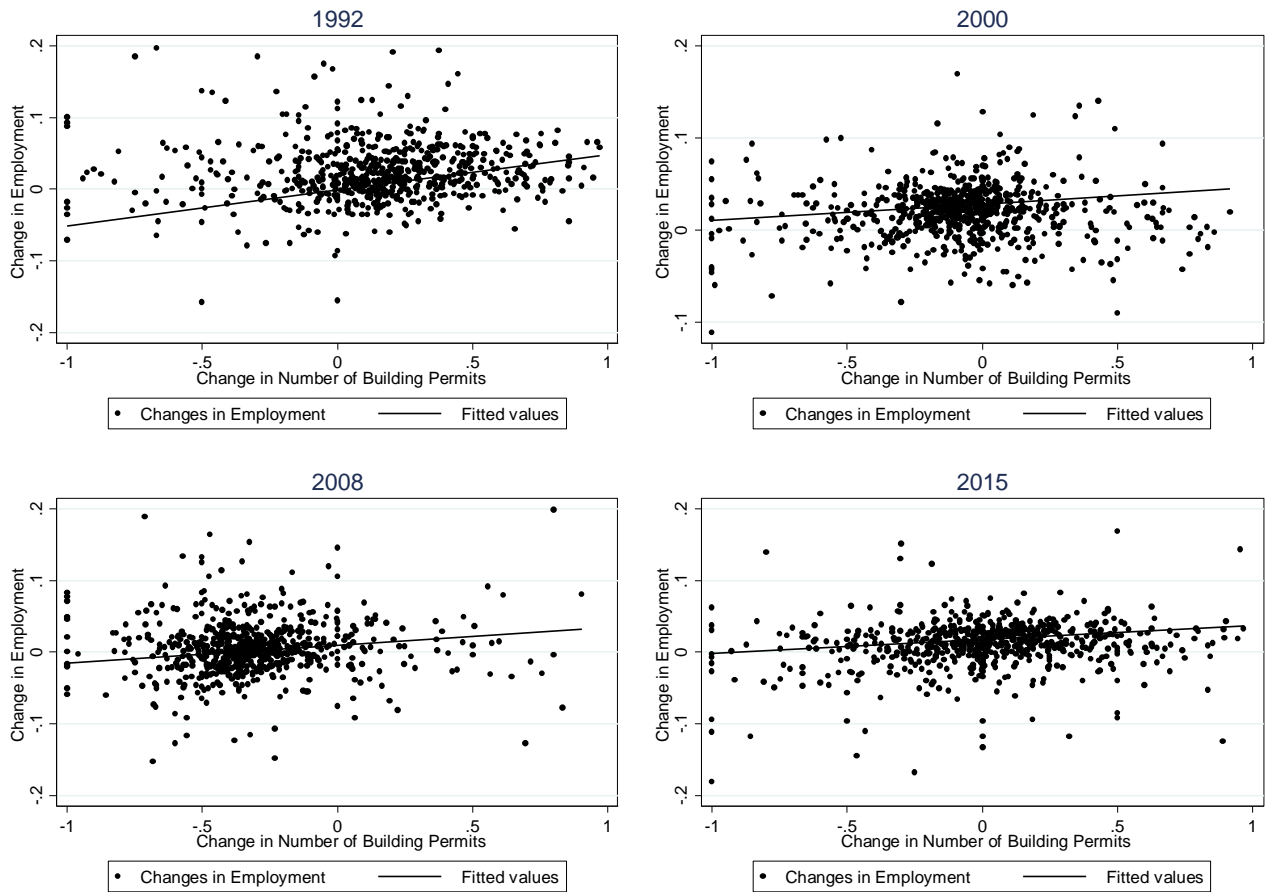 1992
Change in Employment
.2
.1
0
-.1
-.2
-1
-.5
0
.5
1
Change in Number of Building Permits
Changes in Employment
Fitted values
2000
Change in Employment
.2
.1
0
-.1
-1
-.5
0
.5
1
Change in Number of Building Permits
Changes in Employment
Fitted values
2008
Change in Employment
.2
.1
0
-.1
-.2
-1
-.5
0
.5
1
Change in Number of Building Permits
Changes in Employment
Fitted values
2015
Change in Employment
.2
.1
0
-.1
-.2
-1
-.5
0
.5
1
Change in Number of Building Permits
Changes in Employment
Fitted values